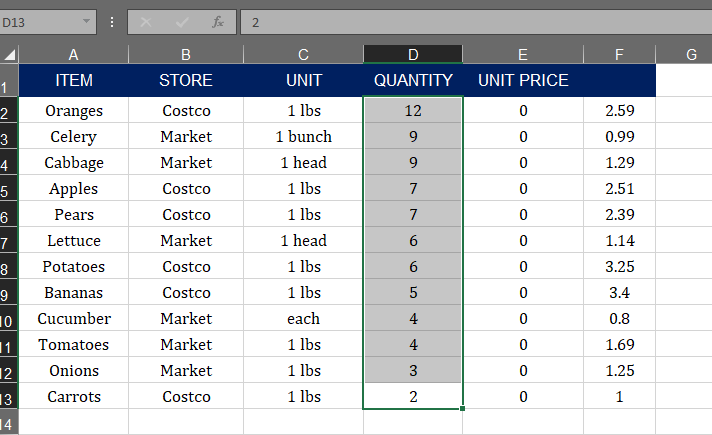 D13 fx 2
A B C D E F G
1 ITEM STORE UNIT QUANTITY UNIT PRICE
2 Oranges Costco 1 lbs 12 0 2.59
3 Celery Market 1 bunch 9 0 0.99
4 Cabbage Market 1 head 9 0 1.29
5 Apples Costco 1 lbs 7 0 2.51
6 Pears Costco 1 lbs 7 0 2.39
7 Lettuce Market 1 head 6 0 1.14
8 Potatoes Costco 1 lbs 6 0 3.25
9 Bananas Costco 1 lbs 5 0 3.4
10 Cucumber Market each 4 0 0.8
11 Tomatoes Market 1 lbs 4 0 1.69
12 Onions Market 1 lbs 3 0 1.25
13 Carrots Costco 1 lbs 2 0 1
14